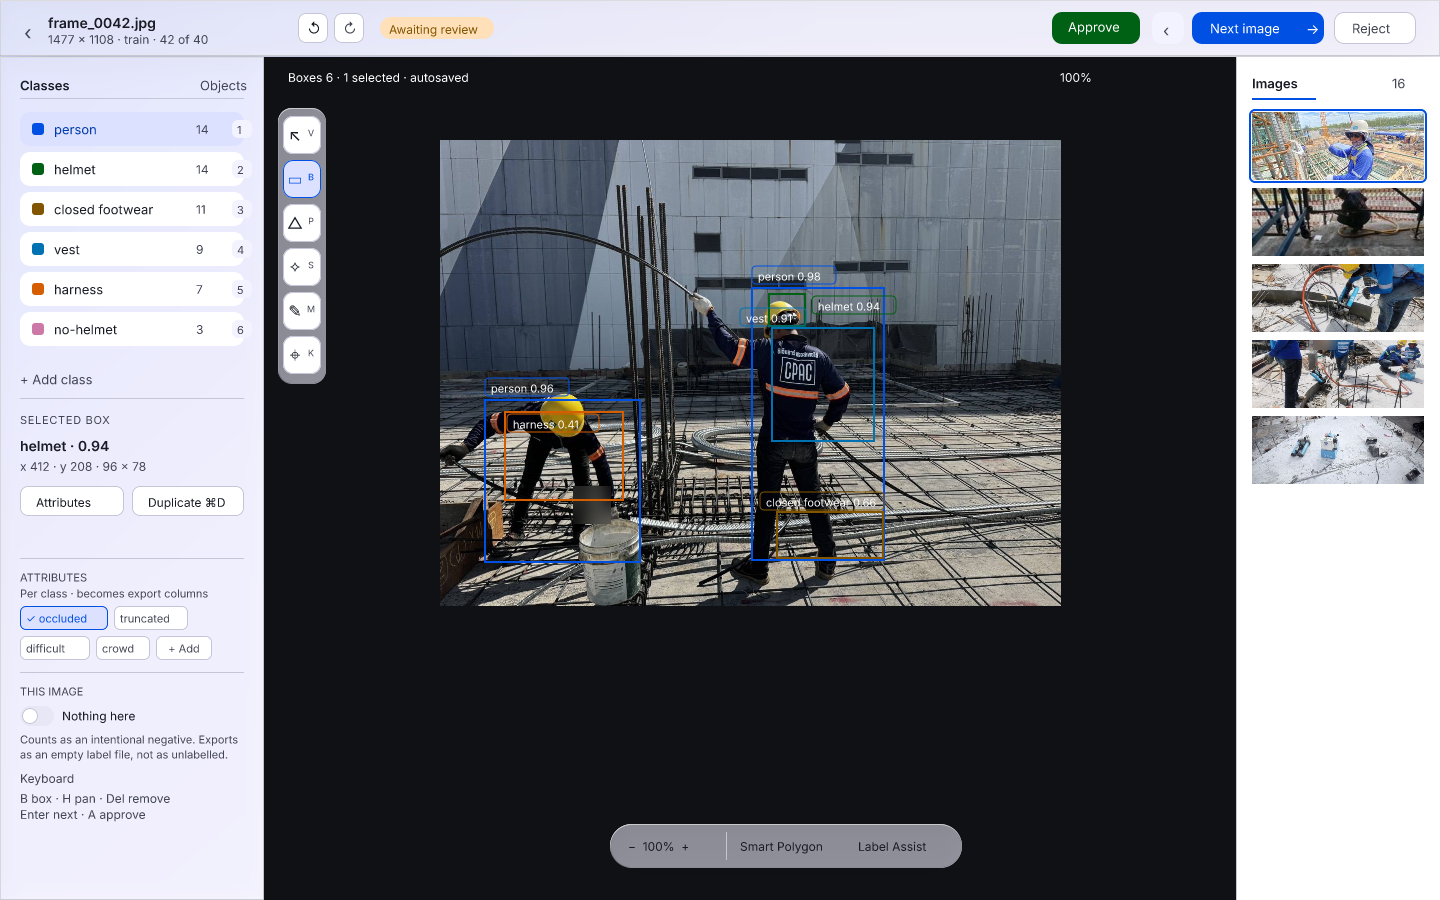 frame_0042.jpg
1477 × 1108 · train · 42 of 40
Awaiting review
Approve
Next image
Reject
Classes
Objects
person 14 1
helmet 14 2
closed footwear 11 3
vest 9 4
harness 7 5
no-helmet 3 6
+ Add class
SELECTED BOX
helmet · 0.94
x 412 · y 208 · 96 × 78
Attributes
Duplicate ⌘D
ATTRIBUTES
Per class · becomes export columns
✓ occluded
truncated
difficult
crowd
+ Add
THIS IMAGE
Nothing here
Counts as an intentional negative. Exports
as an empty label file, not as unlabelled.
Keyboard
B box · H pan · Del remove
Enter next · A approve
Boxes 6 · 1 selected · autosaved
100%
V
B
P
S
M
K
person 0.98
helmet 0.94
vest 0.91
CPAC
person 0.96
harness 0.41
closed footwear 0.66
− 100% +
Smart Polygon
Label Assist
Images
16